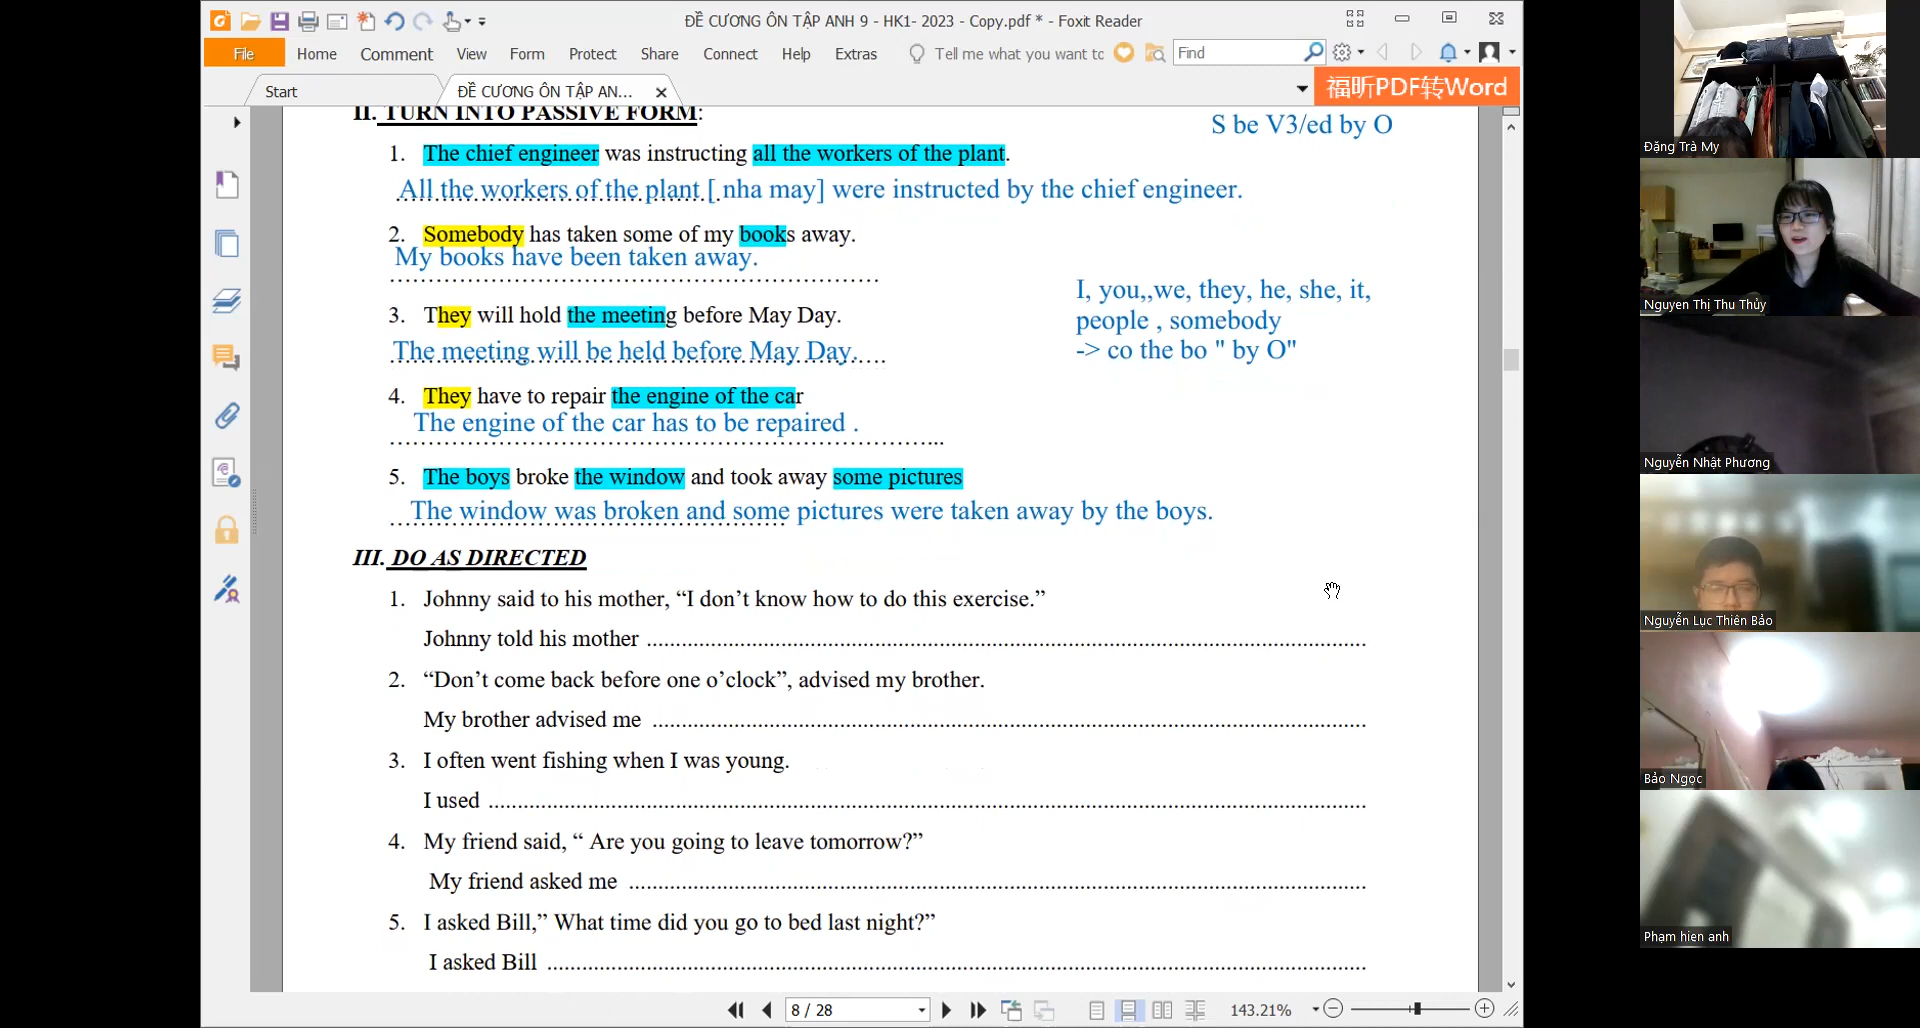 ĐỀ CƯƠNG ÔN TẬP ANH 9 - HK1- 2023 - Copy.pdf * - Foxit Reader
File Home Comment View Form Protect Share Connect Help Extras Tell me what you want to Find
Start ĐỀ CƯƠNG ÔN TẬP AN... 福昕PDF转Word
II. TURN INTO PASSIVE FORM:
S be V3/ed by O
1. The chief engineer was instructing all the workers of the plant.
All the workers of the plant [ nha may] were instructed by the chief engineer.
2. Somebody has taken some of my books away.
My books have been taken away.
I, you,,we, they, he, she, it,
people , somebody
-> co the bo " by O"
3. They will hold the meeting before May Day.
The meeting will be held before May Day.
4. They have to repair the engine of the car
The engine of the car has to be repaired .
5. The boys broke the window and took away some pictures
The window was broken and some pictures were taken away by the boys.
III. DO AS DIRECTED
1. Johnny said to his mother, “I don’t know how to do this exercise.”
Johnny told his mother
2. “Don’t come back before one o’clock”, advised my brother.
My brother advised me
3. I often went fishing when I was young.
I used
4. My friend said, “ Are you going to leave tomorrow?”
My friend asked me
5. I asked Bill,” What time did you go to bed last night?”
I asked Bill
8 / 28 143.21%
Đặng Trà My
Nguyen Thị Thu Thủy
Nguyễn Nhật Phương
Nguyễn Lục Thiên Bảo
Bảo Ngọc
Phạm hien anh